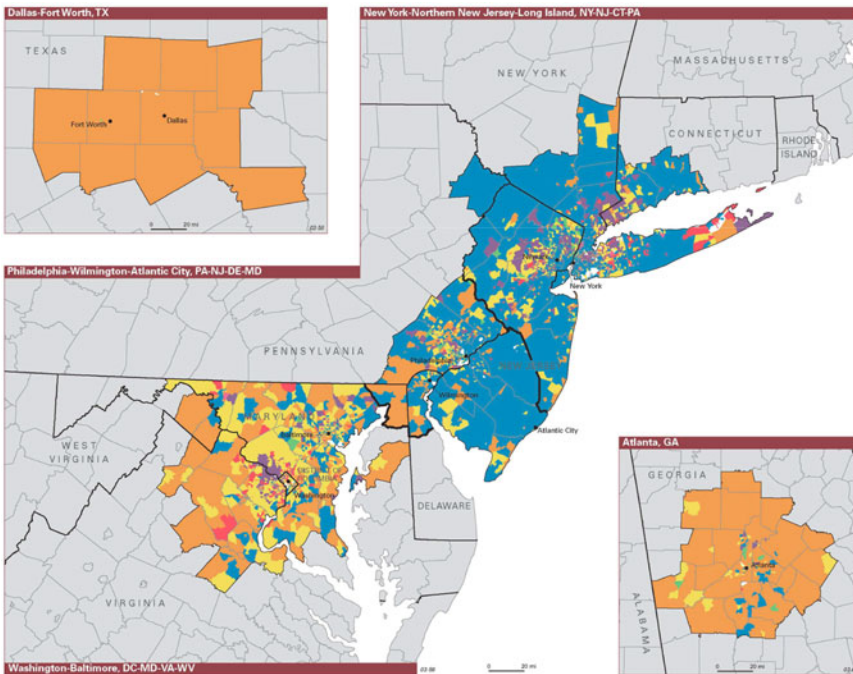 Dallas-Fort Worth, TX
TEXAS
Fort Worth
Dallas
0 20 mi
New York-Northern New Jersey-Long Island, NY-NJ-CT-PA
NEW YORK
MASSACHUSETTS
CONNECTICUT
RHODE
ISLAND
New York
Philadelphia-Wilmington-Atlantic City, PA-NJ-DE-MD
PENNSYLVANIA
Wilmington
Atlantic City
MARYLAND
WEST
VIRGINIA
Washington
DELAWARE
VIRGINIA
Washington-Baltimore, DC-MD-VA-WV
0 20 mi
Atlanta, GA
GEORGIA
Atlanta
ALABAMA
0 20 mi